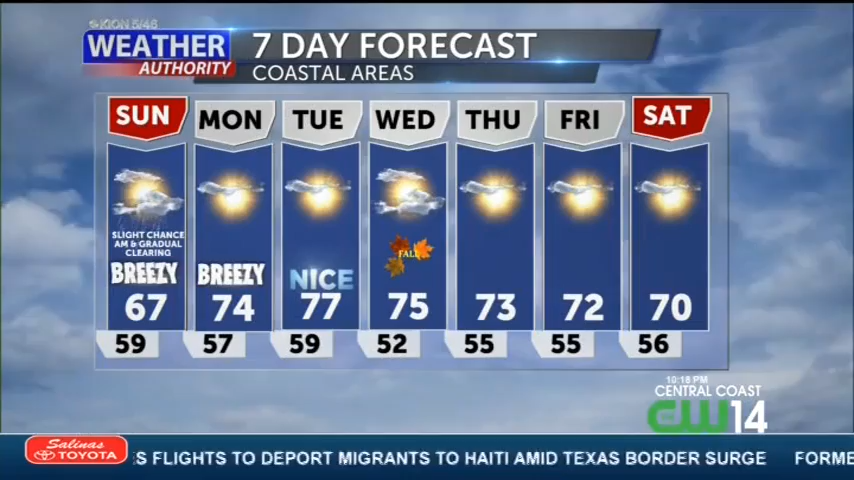 KION 5/46
WEATHER
AUTHORITY
7 DAY FORECAST
COASTAL AREAS
SUN MON TUE WED THU FRI SAT
SLIGHT CHANCE
AM & GRADUAL
CLEARING
FALL
BREEZY BREEZY NICE
67 74 77 75 73 72 70
59 57 59 52 55 55 56
10:18 PM
CENTRAL COAST
CW14
Salinas
TOYOTA
S FLIGHTS TO DEPORT MIGRANTS TO HAITI AMID TEXAS BORDER SURGE FORME